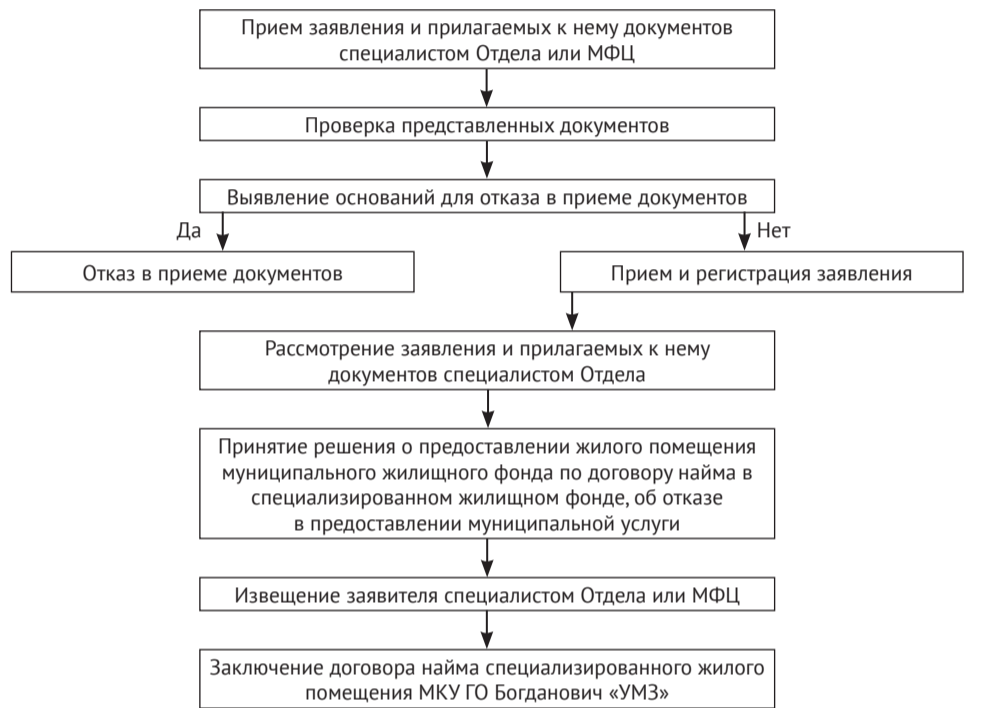 Прием заявления и прилагаемых к нему документов
специалистом Отдела или МФЦ
Проверка представленных документов
Выявление оснований для отказа в приеме документов
Да
Нет
Отказ в приеме документов
Прием и регистрация заявления
Рассмотрение заявления и прилагаемых к нему
документов специалистом Отдела
Принятие решения о предоставлении жилого помещения
муниципального жилищного фонда по договору найма в
специализированном жилищном фонде, об отказе
в предоставлении муниципальной услуги
Извещение заявителя специалистом Отдела или МФЦ
Заключение договора найма специализированного жилого
помещения МКУ ГО Богданович «УМЗ»